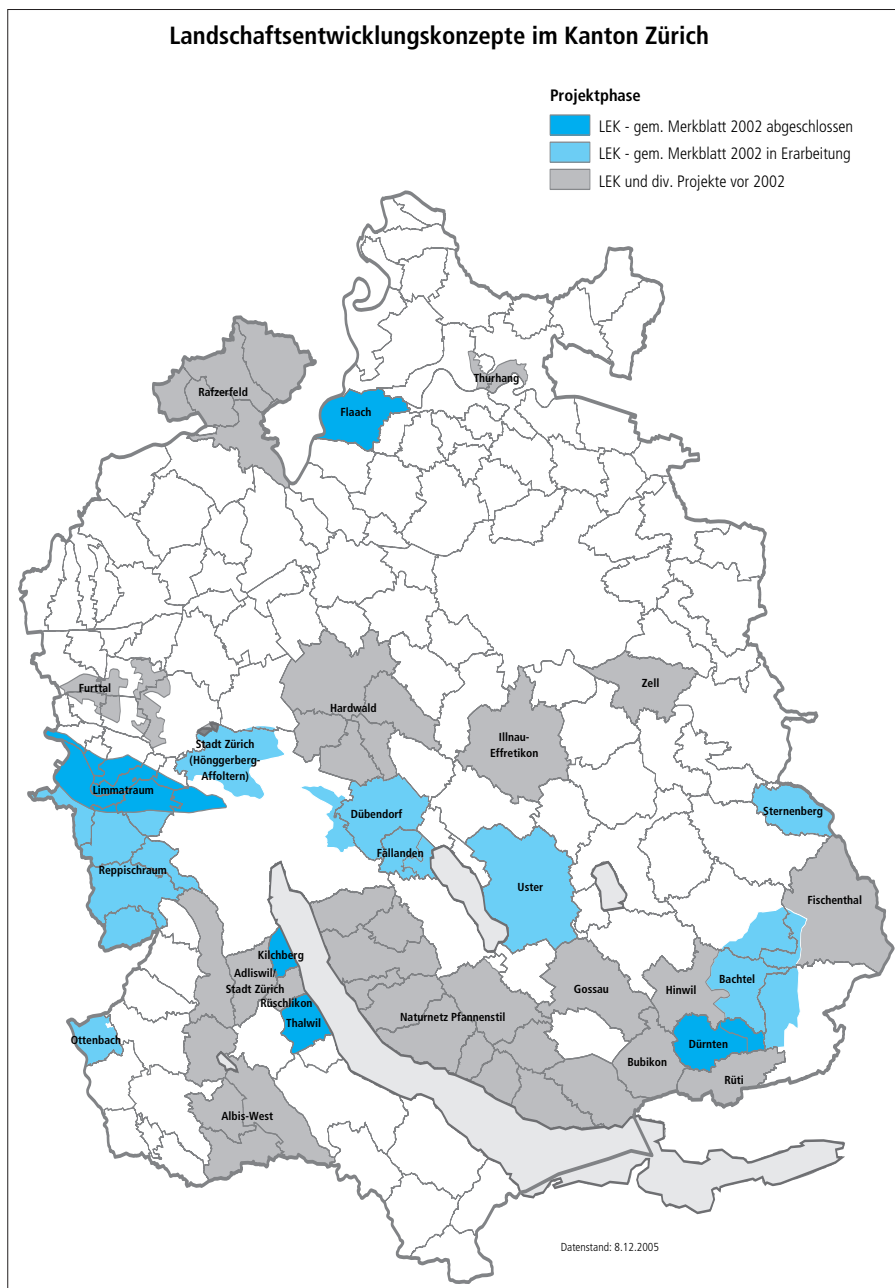 Landschaftsentwicklungskonzepte im Kanton Zürich
Projektphase
LEK - gem. Merkblatt 2002 abgeschlossen
LEK - gem. Merkblatt 2002 in Erarbeitung
LEK und div. Projekte vor 2002
Thurhang
Rafzerfeld
Flaach
Furttal
Zell
Hardwald
Illnau-
Effretikon
Stadt Zürich
(Hönggerberg-
Affoltern)
Limmatraum
Dübendorf
Sternenberg
Fällanden
Reppischraum
Uster
Fischenthal
Kilchberg
Adliswil/
Stadt Zürich
Rüschlikon
Thalwil
Gossau
Hinwil
Bachtel
Naturnetz Pfannenstil
Ottenbach
Dürnten
Bubikon
Rüti
Albis-West
Datenstand: 8.12.2005